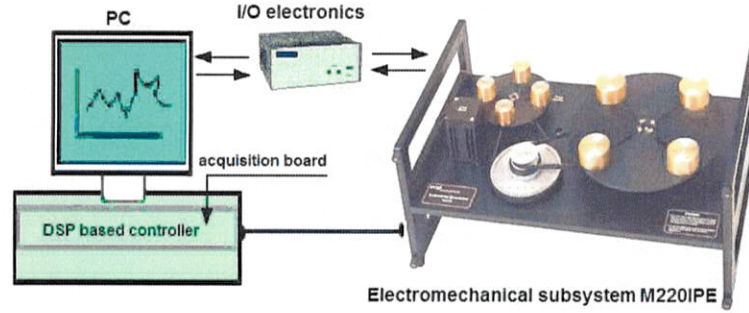 PC
I/O electronics
acquisition board
DSP based controller
Electromechanical subsystem M220IPE